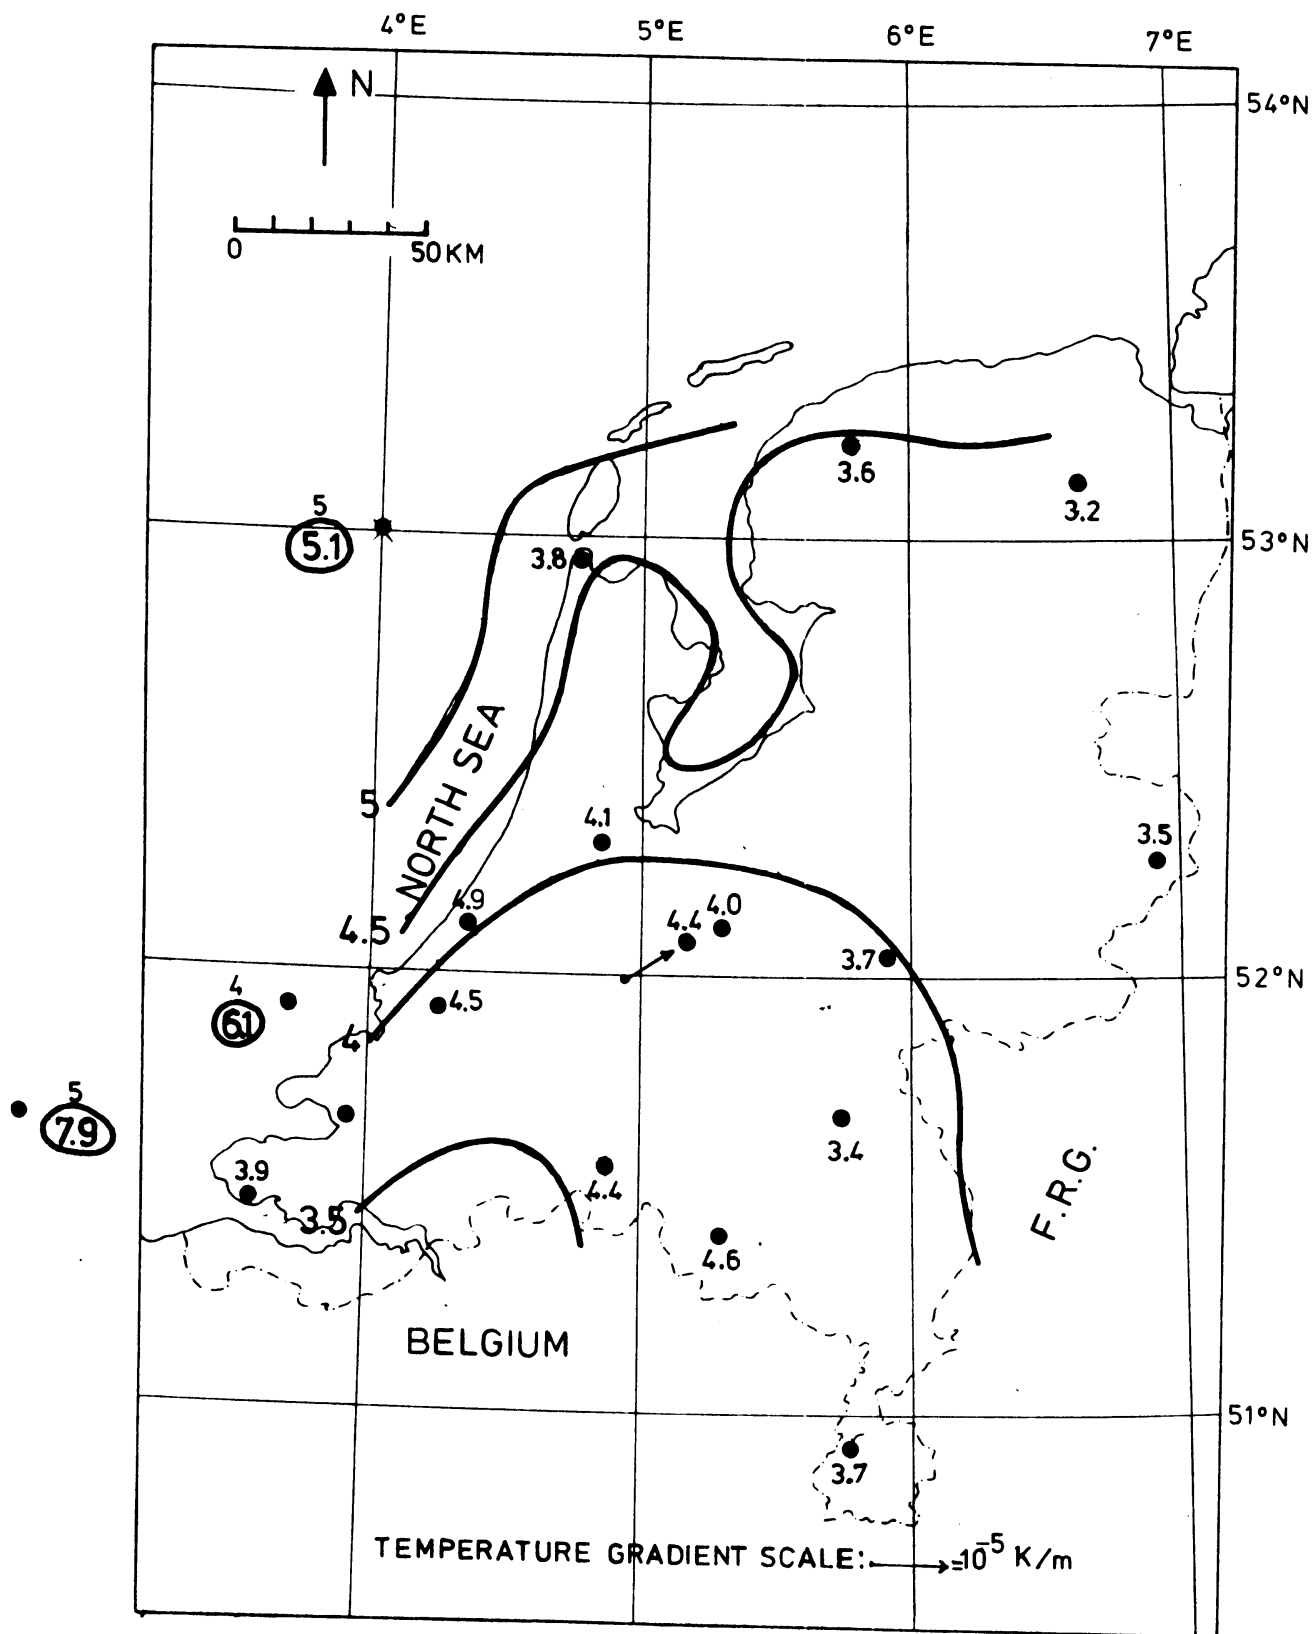 4°E 5°E 6°E 7°E
N
54°N
0 50KM
3.6
3.2
5
5.1
53°N
3.8
NORTH SEA
5
4.1
3.5
4.9
4.5
4.4 4.0
3.7
52°N
4
6.1
4.5
4
5
7.9
3.4
3.9
4.4
3.5
4.6
F.R.G.
BELGIUM
51°N
3.7
TEMPERATURE GRADIENT SCALE: =10⁻⁵ K/m